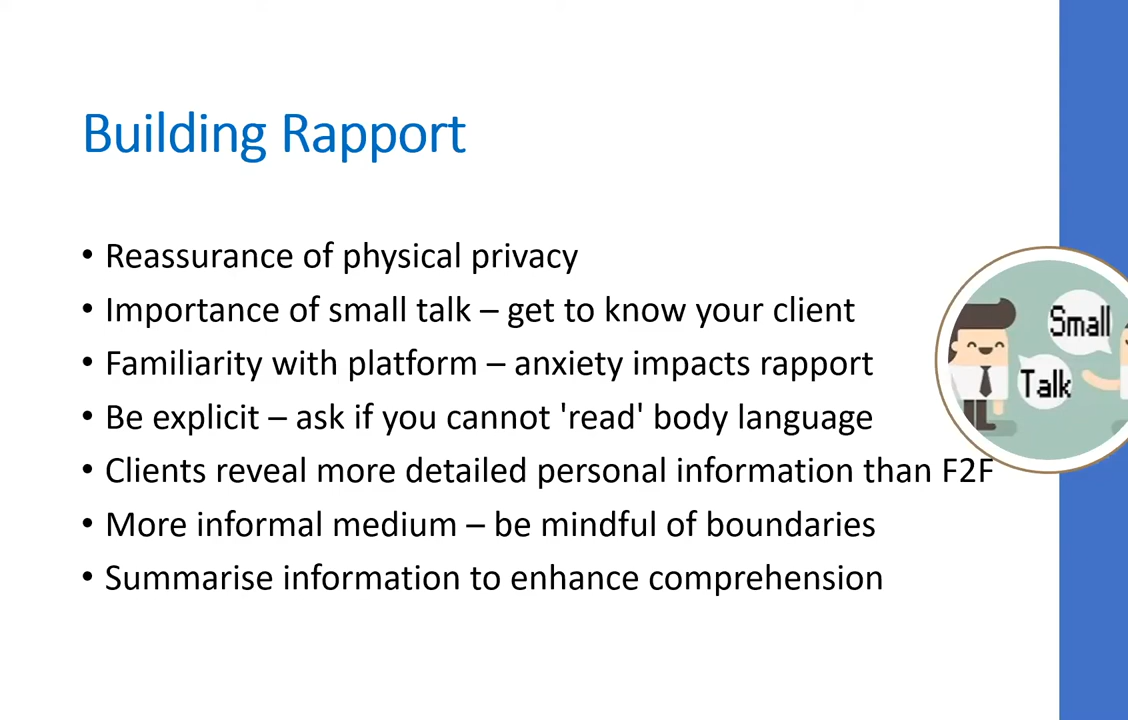 Building Rapport
• Reassurance of physical privacy
• Importance of small talk – get to know your client
• Familiarity with platform – anxiety impacts rapport
• Be explicit – ask if you cannot 'read' body language
• Clients reveal more detailed personal information than F2F
• More informal medium – be mindful of boundaries
• Summarise information to enhance comprehension
Small
Talk